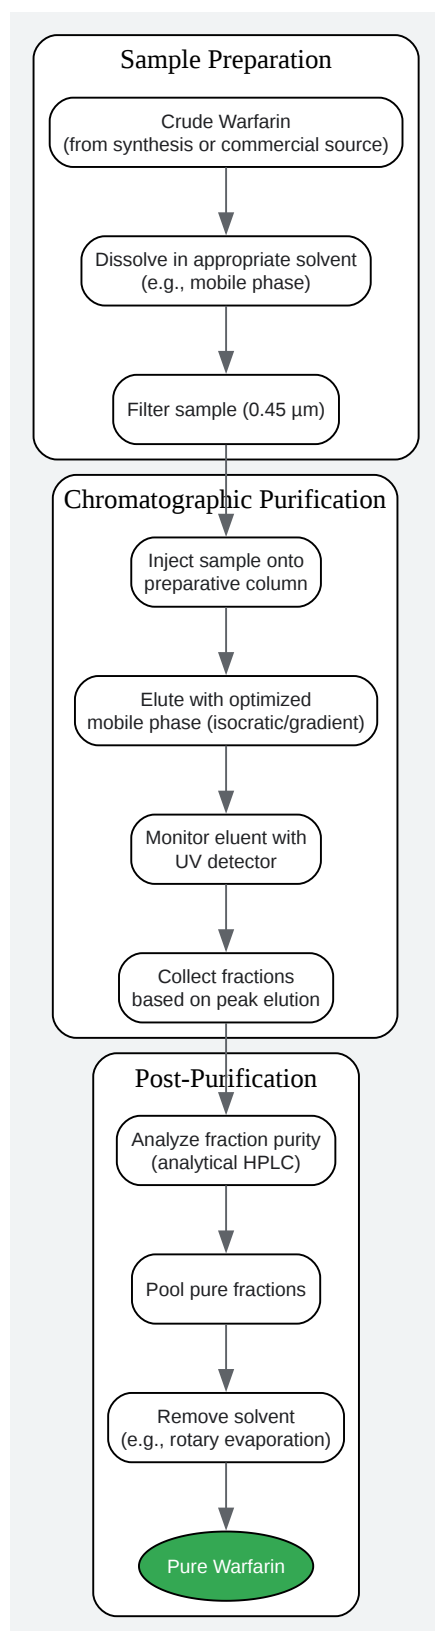 Sample Preparation
Crude Warfarin
(from synthesis or commercial source)
Dissolve in appropriate solvent
(e.g., mobile phase)
Filter sample (0.45 µm)
Chromatographic Purification
Inject sample onto
preparative column
Elute with optimized
mobile phase (isocratic/gradient)
Monitor eluent with
UV detector
Collect fractions
based on peak elution
Post-Purification
Analyze fraction purity
(analytical HPLC)
Pool pure fractions
Remove solvent
(e.g., rotary evaporation)
Pure Warfarin